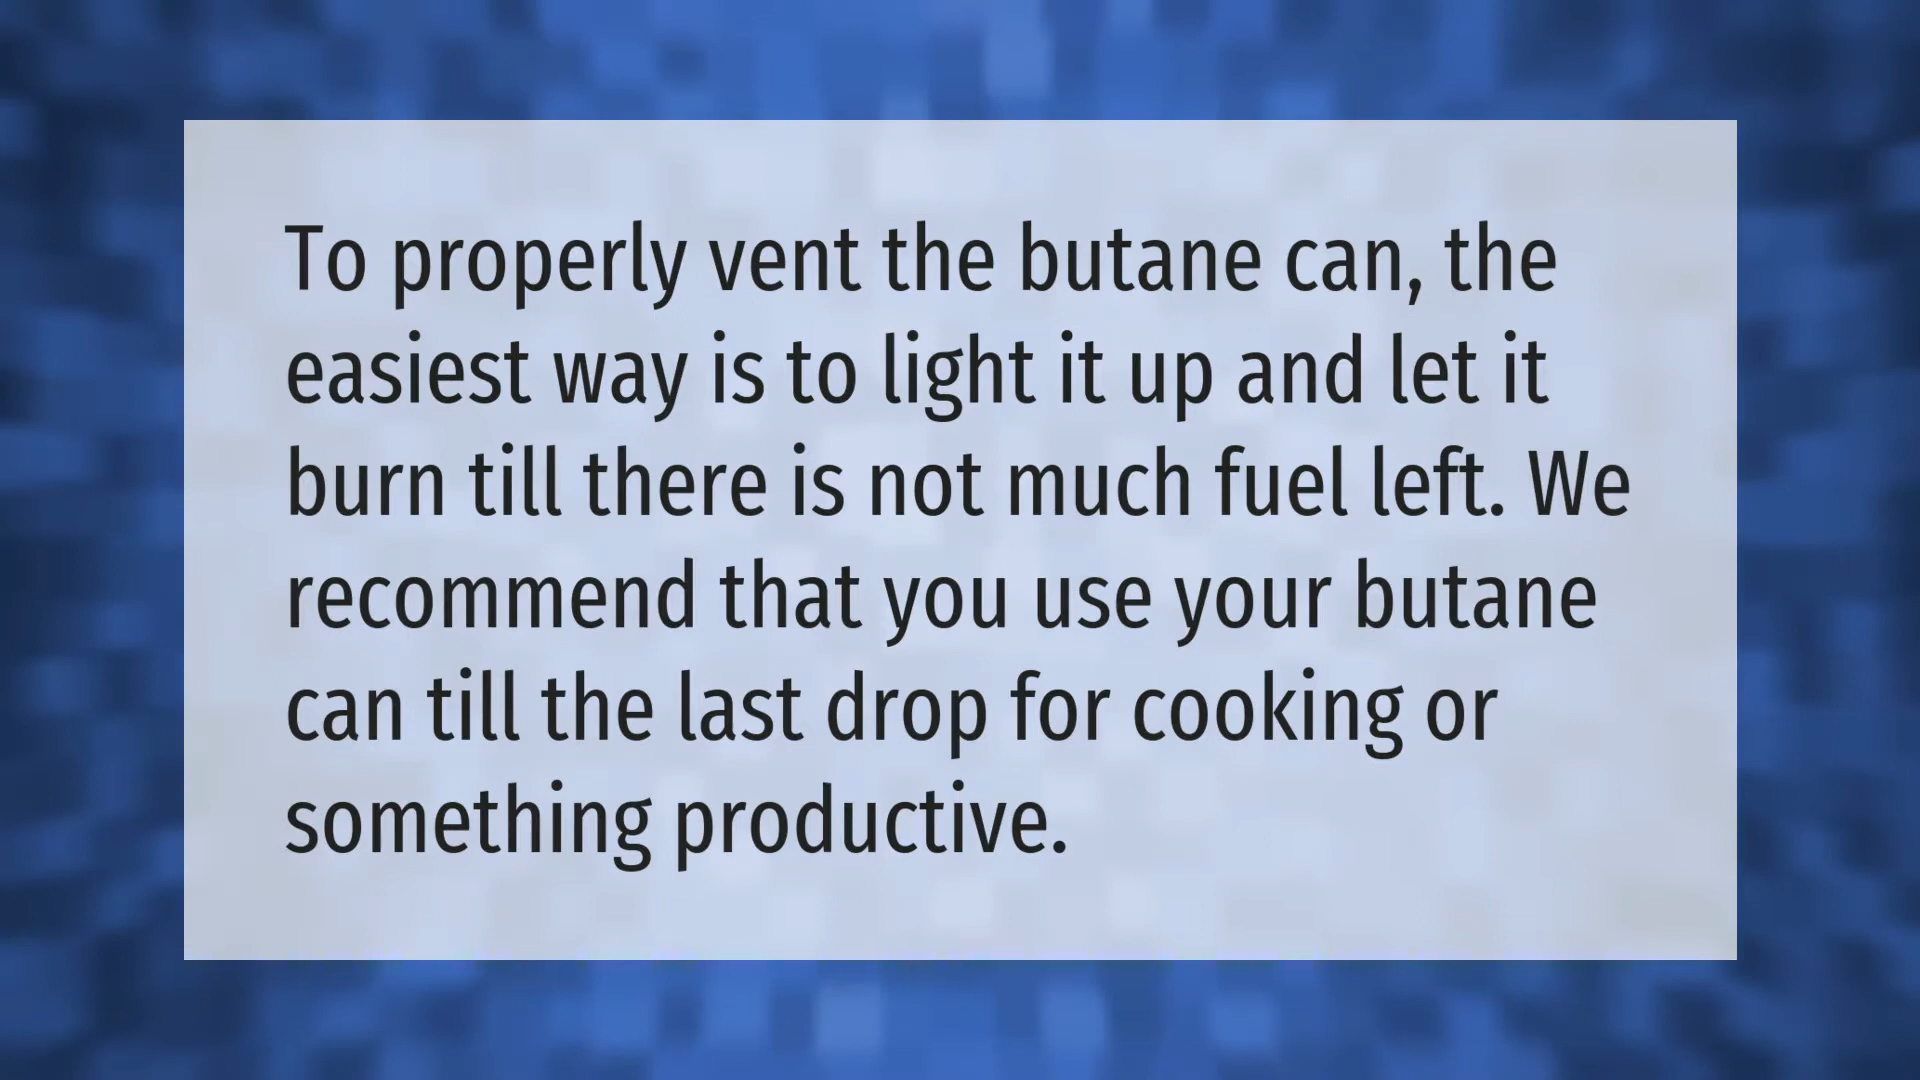 To properly vent the butane can, the
easiest way is to light it up and let it
burn till there is not much fuel left. We
recommend that you use your butane
can till the last drop for cooking or
something productive.